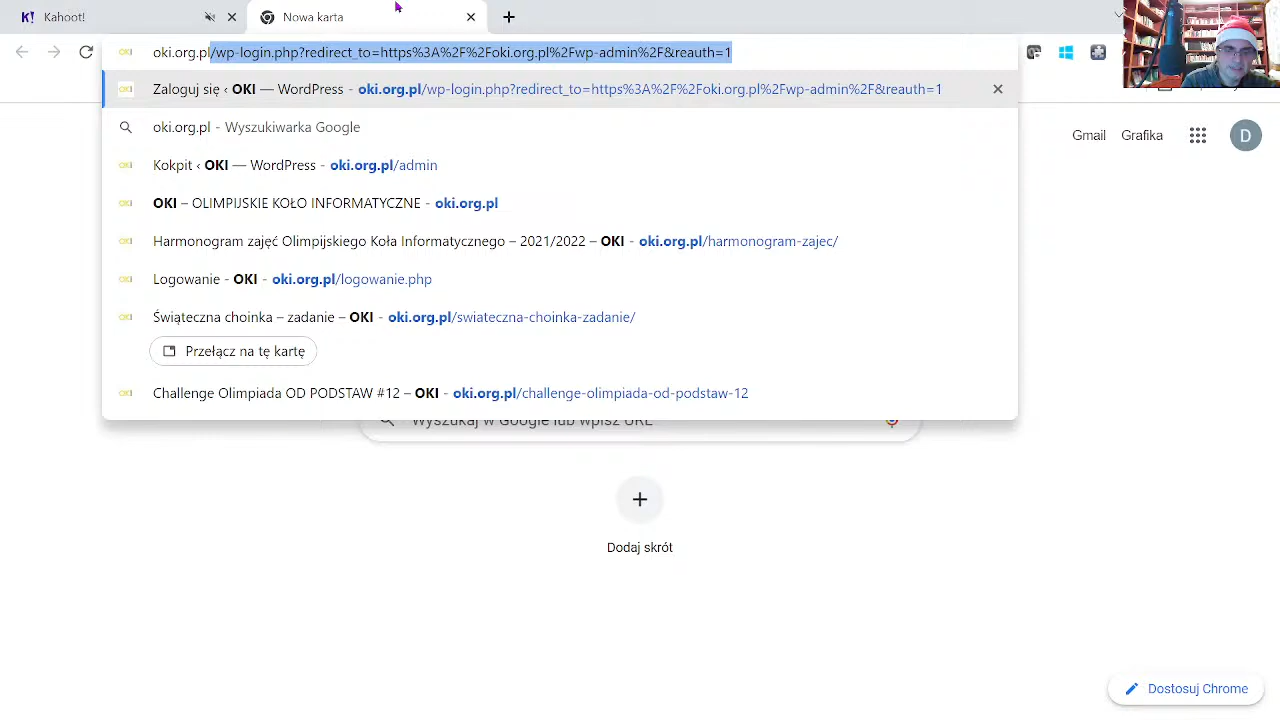 K! Kahoot!
Nowa karta
oki.org.pl/wp-login.php?redirect_to=https%3A%2F%2Foki.org.pl%2Fwp-admin%2F&reauth=1
Zaloguj się ‹ OKI — WordPress - oki.org.pl/wp-login.php?redirect_to=https%3A%2F%2Foki.org.pl%2Fwp-admin%2F&reauth=1
oki.org.pl - Wyszukiwarka Google
Gmail Grafika D
Kokpit ‹ OKI — WordPress - oki.org.pl/admin
OKI – OLIMPIJSKIE KOŁO INFORMATYCZNE - oki.org.pl
Harmonogram zajęć Olimpijskiego Koła Informatycznego – 2021/2022 – OKI - oki.org.pl/harmonogram-zajec/
Logowanie - OKI - oki.org.pl/logowanie.php
Świąteczna choinka – zadanie – OKI - oki.org.pl/swiateczna-choinka-zadanie/
Przełącz na tę kartę
Challenge Olimpiada OD PODSTAW #12 – OKI - oki.org.pl/challenge-olimpiada-od-podstaw-12
Wyszukaj w Google lub wpisz URL
Dodaj skrót
Dostosuj Chrome